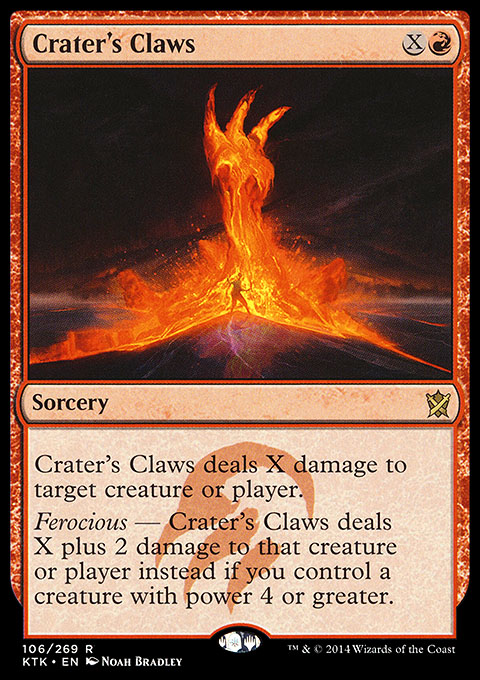 Crater's Claws X
Sorcery
Crater's Claws deals X damage to
target creature or player.
Ferocious — Crater's Claws deals
X plus 2 damage to that creature
or player instead if you control a
creature with power 4 or greater.
106/269 R
KTK • EN Noah Bradley ™ & © 2014 Wizards of the Coast